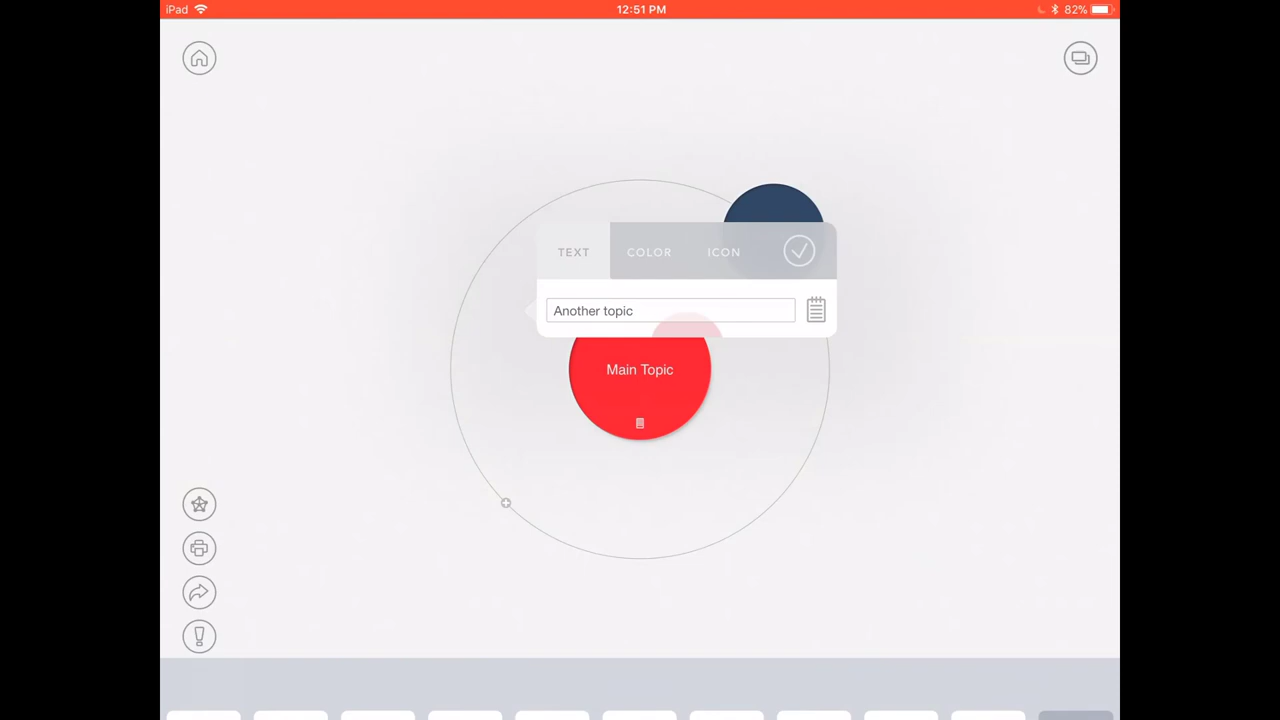 iPad 12:51 PM 82%
TEXT COLOR ICON
Another topic
Main Topic